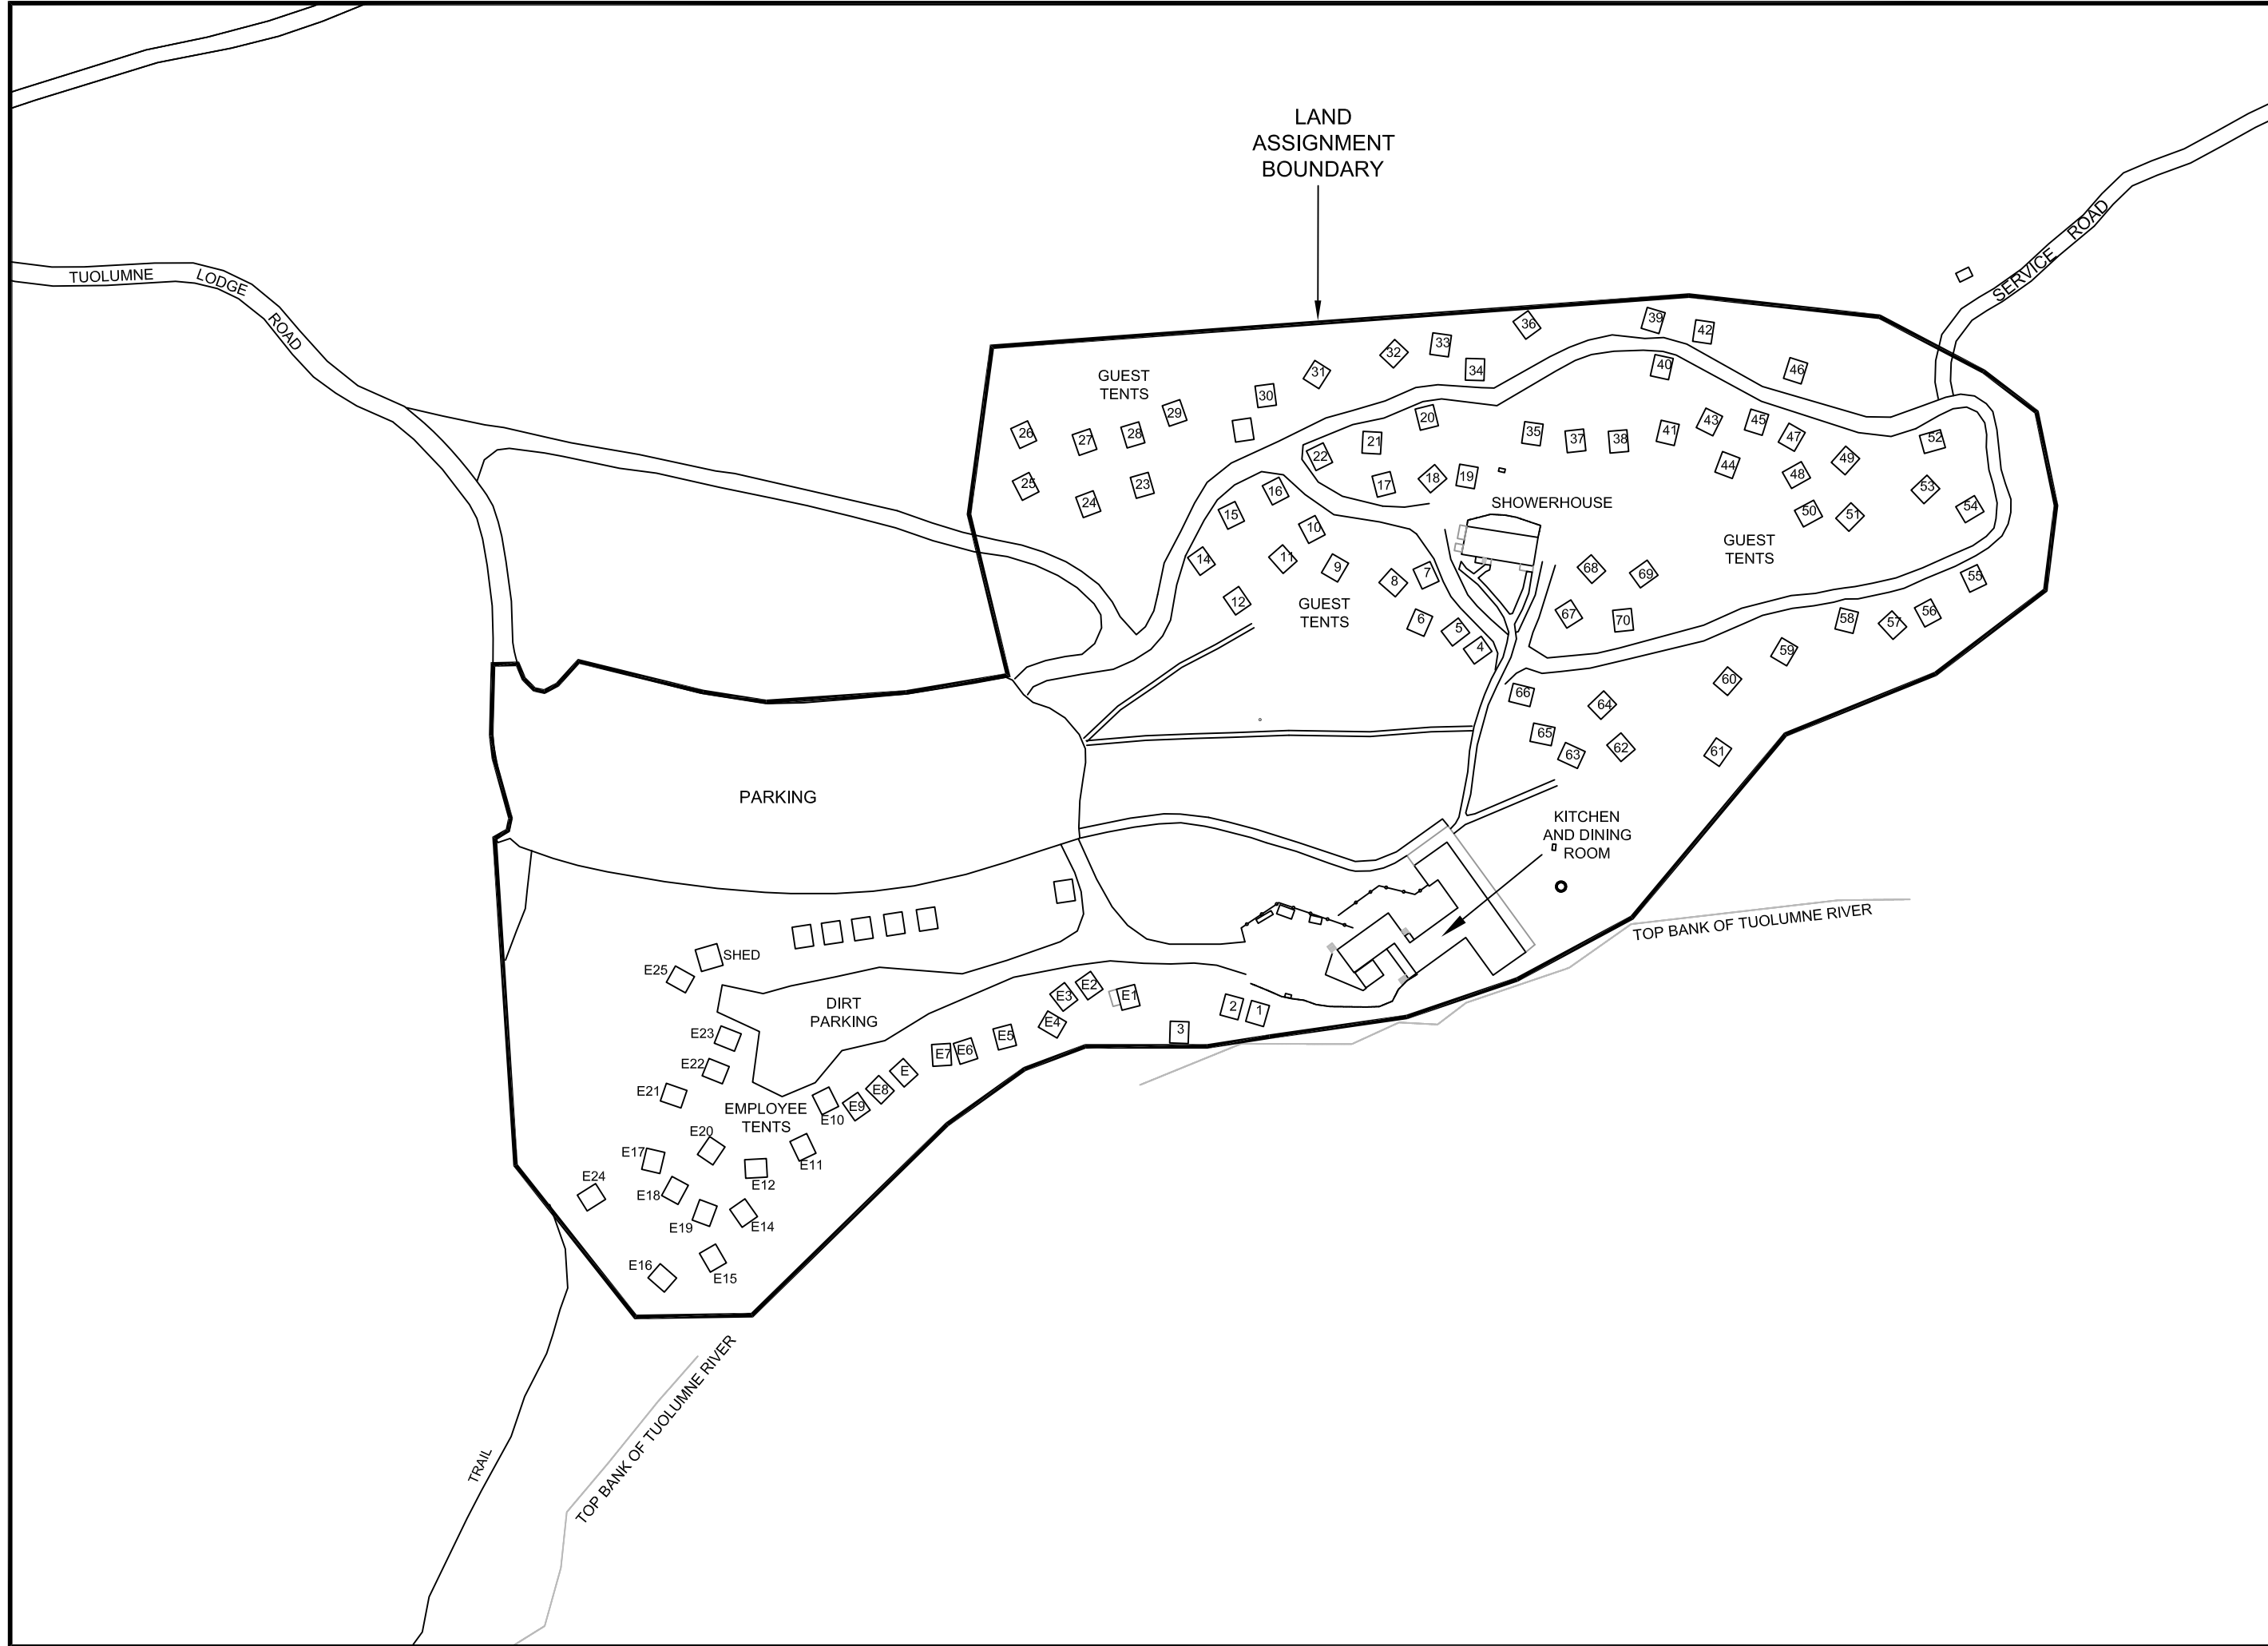 LAND
ASSIGNMENT
BOUNDARY
SERVICE ROAD
TUOLUMNE LODGE ROAD
36
39
42
33
32
34
31
40
46
GUEST
TENTS
30
29
20
43
45
26
27
28
21
35
37
38
41
47
52
22
44
49
25
24
23
17
18
19
48
53
16
SHOWERHOUSE
15
10
50
51
54
GUEST
TENTS
14
11
9
8
7
68
69
55
12
GUEST
TENTS
6
5
4
67
70
58
57
56
59
66
64
60
65
63
62
61
PARKING
KITCHEN
AND DINING
ROOM
TOP BANK OF TUOLUMNE RIVER
SHED
E25
E3
E2
E1
2
1
DIRT
PARKING
E4
3
E23
E5
E7
E6
E22
E
E21
E8
EMPLOYEE
TENTS
E10
E9
E20
E17
E11
E24
E12
E18
E19
E14
E16
E15
TOP BANK OF TUOLUMNE RIVER
TRAIL